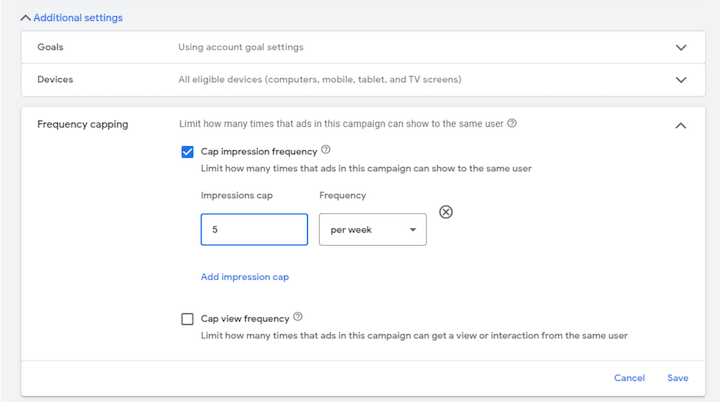 Additional settings
Goals Using account goal settings
Devices All eligible devices (computers, mobile, tablet, and TV screens)
Frequency capping Limit how many times that ads in this campaign can show to the same user
Cap impression frequency
Limit how many times that ads in this campaign can show to the same user
Impressions cap Frequency
5 per week
Add impression cap
Cap view frequency
Limit how many times that ads in this campaign can get a view or interaction from the same user
Cancel Save